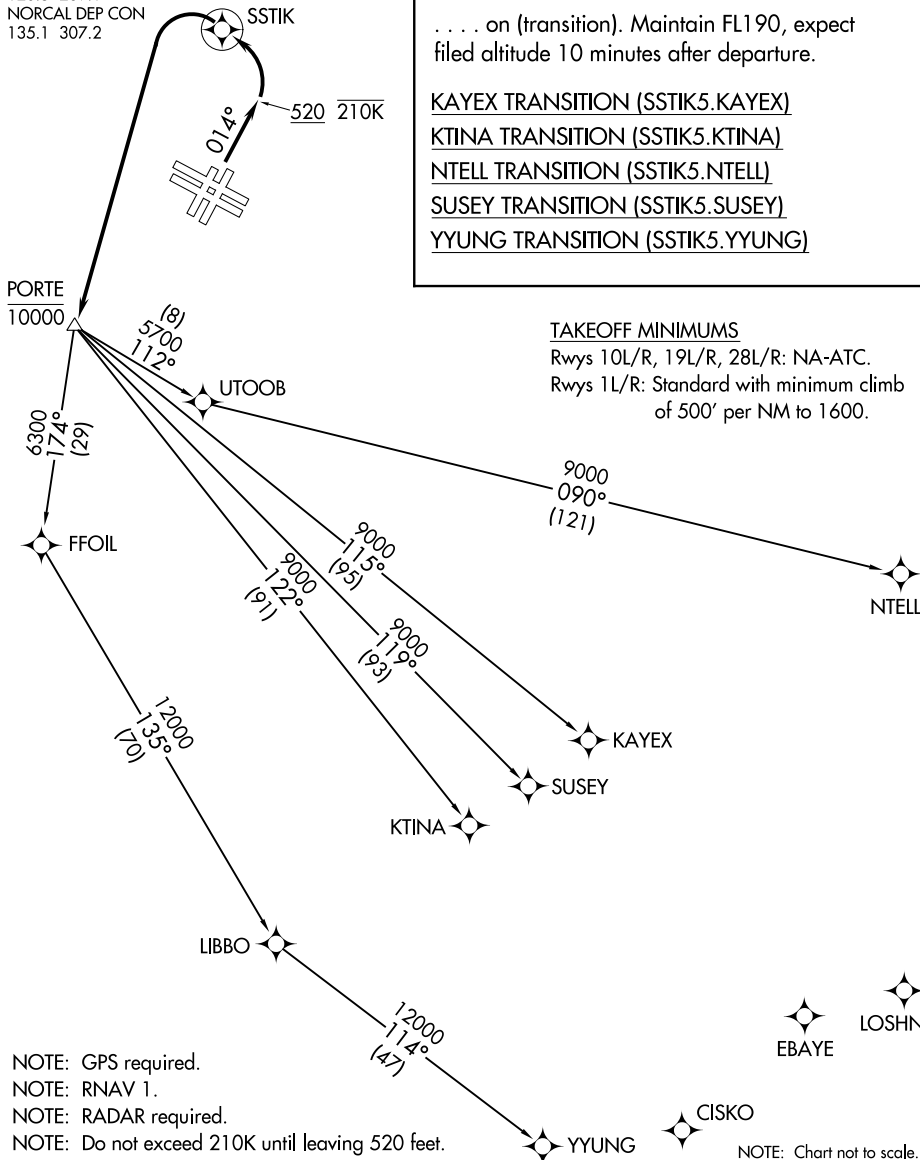 NORCAL DEP CON
135.1 307.2
SSTIK
520 210K
014°
. . . . on (transition). Maintain FL190, expect
filed altitude 10 minutes after departure.
KAYEX TRANSITION (SSTIK5.KAYEX)
KTINA TRANSITION (SSTIK5.KTINA)
NTELL TRANSITION (SSTIK5.NTELL)
SUSEY TRANSITION (SSTIK5.SUSEY)
YYUNG TRANSITION (SSTIK5.YYUNG)
PORTE
10000
TAKEOFF MINIMUMS
Rwys 10L/R, 19L/R, 28L/R: NA-ATC.
Rwys 1L/R: Standard with minimum climb
of 500' per NM to 1600.
(8)
5700
112°
UTOOB
6300
174°
(29)
9000
090°
(121)
NTELL
FFOIL
9000
115°
(95)
9000
122°
(91)
9000
119°
(93)
KAYEX
SUSEY
KTINA
12000
135°
(70)
LIBBO
12000
114°
(47)
YYUNG
CISKO
EBAYE
LOSHN
NOTE: GPS required.
NOTE: RNAV 1.
NOTE: RADAR required.
NOTE: Do not exceed 210K until leaving 520 feet.
NOTE: Chart not to scale.